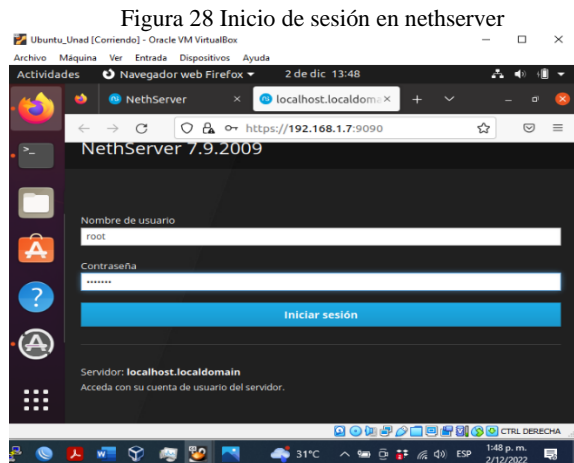 Figura 28 Inicio de sesión en nethserver
Ubuntu_Unad [Corriendo] - Oracle VM VirtualBox
Archivo Máquina Ver Entrada Dispositivos Ayuda
Actividades Navegador web Firefox 2 de dic 13:48
NethServer × localhost.localdoma ×
https://192.168.1.7:9090
NethServer 7.9.2009
Nombre de usuario
root
Contraseña
•••••••
Iniciar sesión
Servidor: localhost.localdomain
Acceda con su cuenta de usuario del servidor.
CTRL DERECHA
31°C ESP 1:48 p. m.
2/12/2022